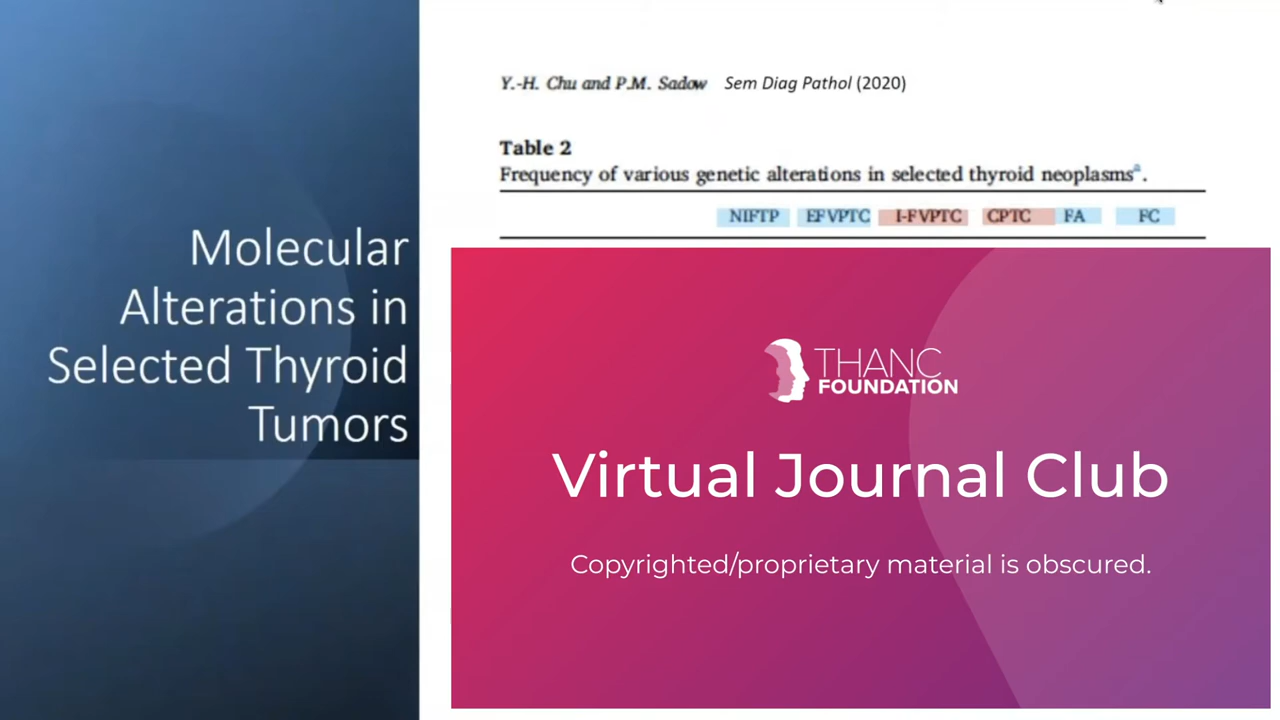 Molecular
Alterations in
Selected Thyroid
Tumors
Y.-H. Chu and P.M. Sadow Sem Diag Pathol (2020)
Table 2
Frequency of various genetic alterations in selected thyroid neoplasmsᵃ.
NIFTP EFVPTC I-FVPTC CPTC FA FC
THANC
FOUNDATION
Virtual Journal Club
Copyrighted/proprietary material is obscured.